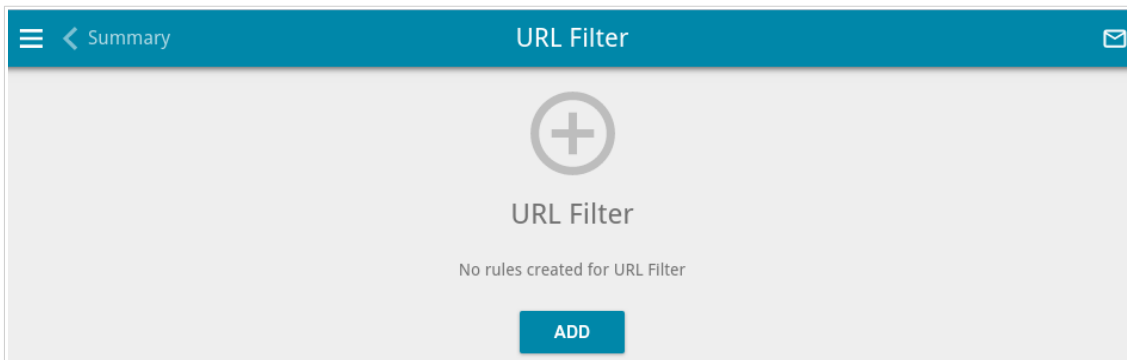 Summary
URL Filter
URL Filter
No rules created for URL Filter
ADD